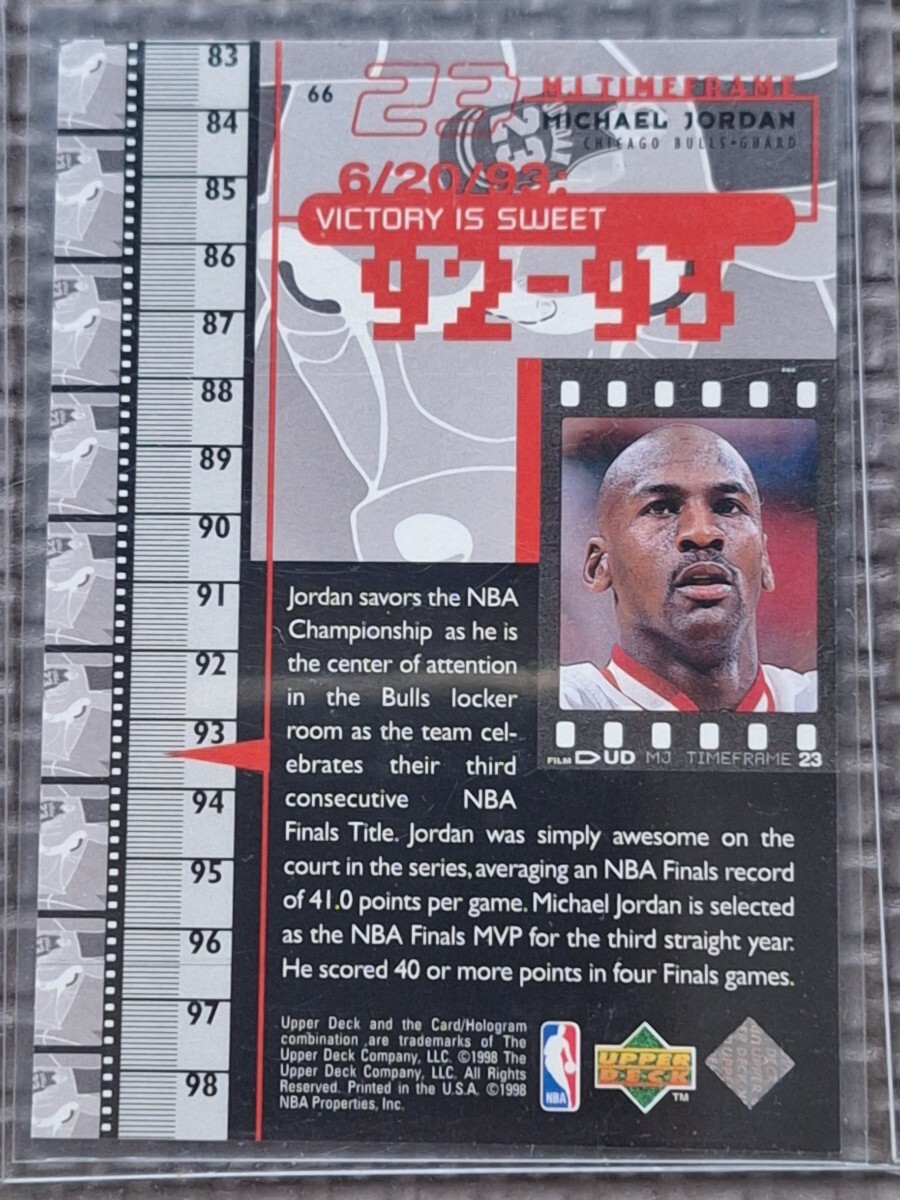 83
84
85
86
87
88
89
90
91
92
93
94
95
96
97
98
66
23
MJ TIMEFRAME
MICHAEL JORDAN
CHICAGO BULLS•GUARD
6/20/93:
VICTORY IS SWEET
92-93
Jordan savors the NBA
Championship as he is
the center of attention
in the Bulls locker
room as the team cel-
ebrates their third
consecutive NBA
Finals Title. Jordan was simply awesome on the
court in the series, averaging an NBA Finals record
of 41.0 points per game. Michael Jordan is selected
as the NBA Finals MVP for the third straight year.
He scored 40 or more points in four Finals games.
FILM UD MJ TIMEFRAME 23
Upper Deck and the Card/Hologram
combination are trademarks of The
Upper Deck Company, LLC. ©1998 The
Upper Deck Company, LLC. All Rights
Reserved. Printed in the U.S.A. ©1998
NBA Properties, Inc.
NBA
UPPER
DECK
TM